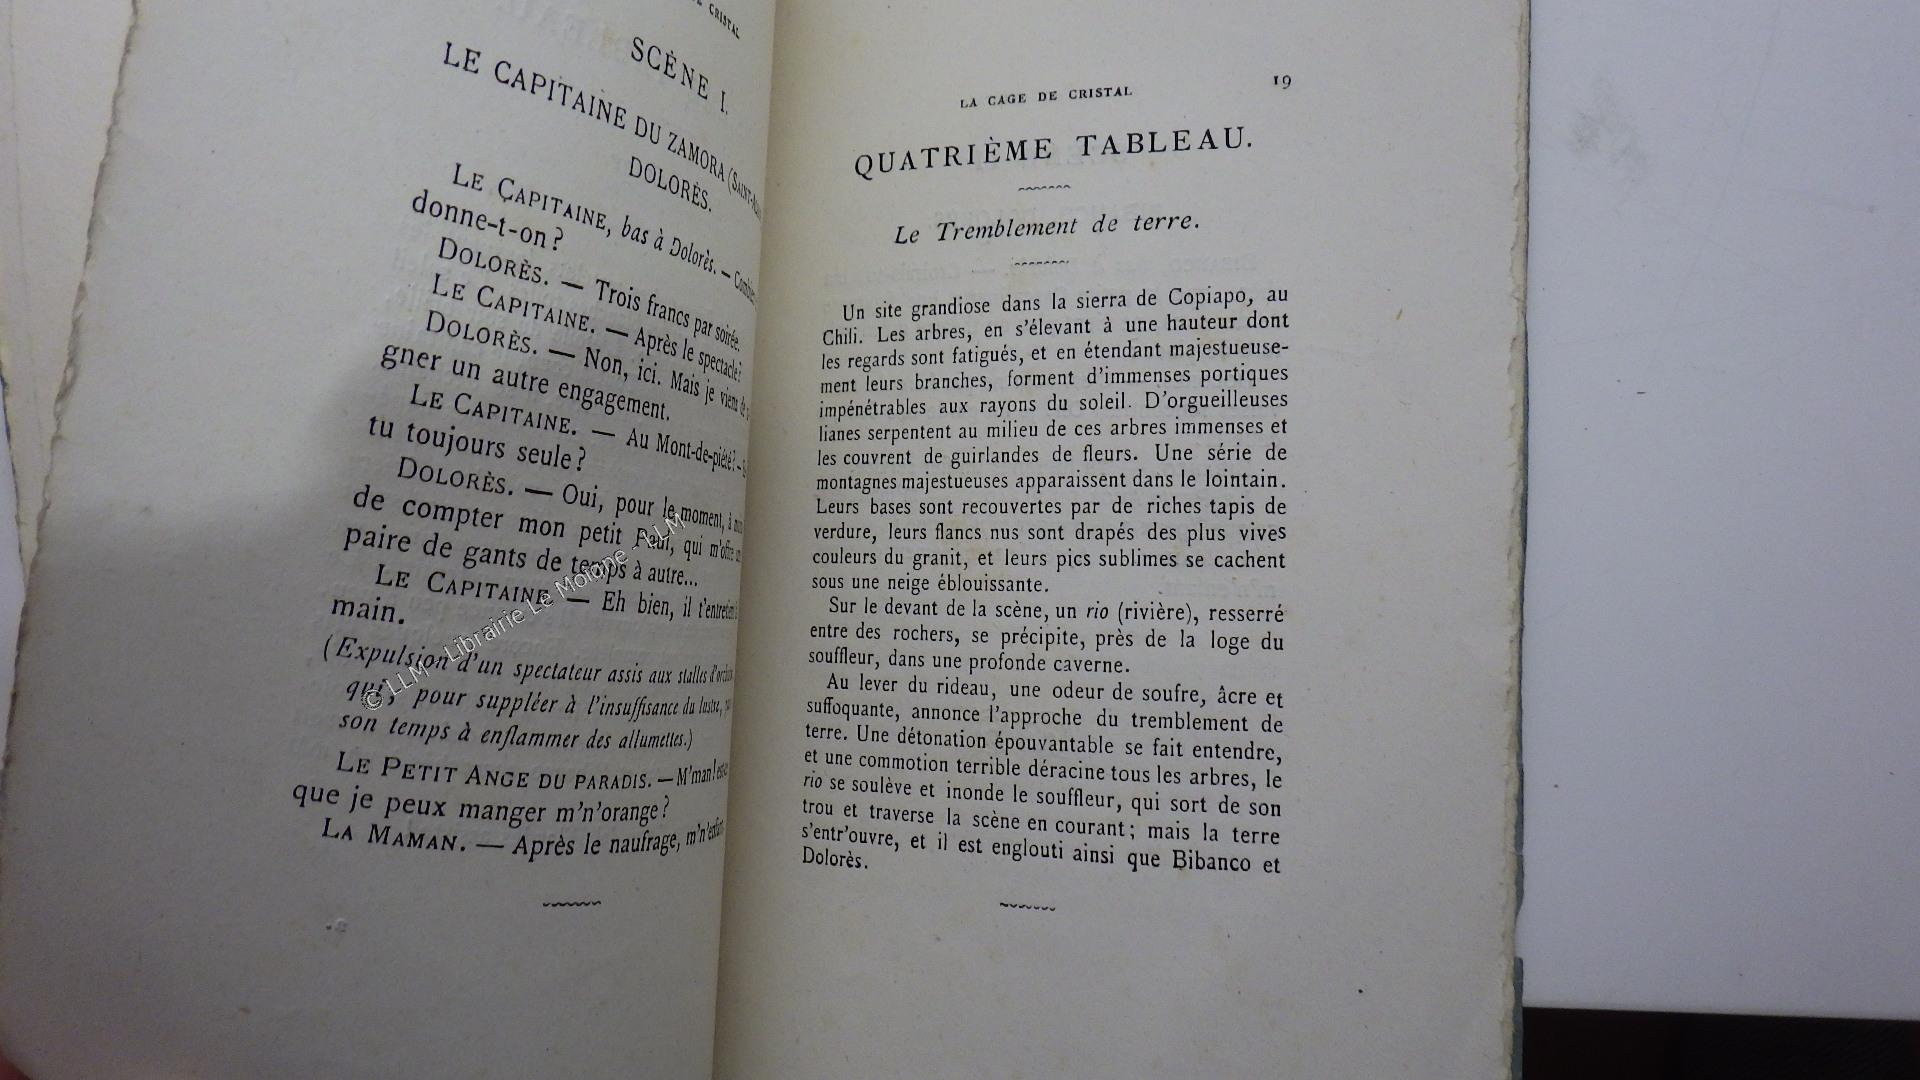 CRISTAL
SCÈNE I.
LE CAPITAINE DU ZAMORA
DOLORÈS.
LE CAPITAINE, bas à Dolorès. —
donne-t-on?
DOLORÈS. — Trois francs par soirée.
LE CAPITAINE. — Après le spectacle?
DOLORÈS. — Non, ici. Mais je viens de
gner un autre engagement.
LE CAPITAINE. — Au Mont-de-piété? —
tu toujours seule?
DOLORÈS. — Oui, pour le moment, à
de compter mon petit Paul, qui m'offre
paire de gants de temps à autre...
LE CAPITAINE — Eh bien, il t'entretient
main.
(Expulsion d'un spectateur assis aux stalles
qui, pour suppléer à l'insuffisance du lustre,
son temps à enflammer des allumettes.)
LE PETIT ANGE DU PARADIS. — M'man!
que je peux manger m'n'orange?
LA MAMAN. — Après le naufrage,
© LLM - Librairie Le Moine - LLM
LA CAGE DE CRISTAL 19
QUATRIÈME TABLEAU.
Le Tremblement de terre.
Un site grandiose dans la sierra de Copiapo, au
Chili. Les arbres, en s'élevant à une hauteur dont
les regards sont fatigués, et en étendant majestueuse-
ment leurs branches, forment d'immenses portiques
impénétrables aux rayons du soleil. D'orgueilleuses
lianes serpentent au milieu de ces arbres immenses et
les couvrent de guirlandes de fleurs. Une série de
montagnes majestueuses apparaissent dans le lointain.
Leurs bases sont recouvertes par de riches tapis de
verdure, leurs flancs nus sont drapés des plus vives
couleurs du granit, et leurs pics sublimes se cachent
sous une neige éblouissante.
Sur le devant de la scène, un rio (rivière), resserré
entre des rochers, se précipite, près de la loge du
souffleur, dans une profonde caverne.
Au lever du rideau, une odeur de soufre, âcre et
suffoquante, annonce l'approche du tremblement de
terre. Une détonation épouvantable se fait entendre,
et une commotion terrible déracine tous les arbres, le
rio se soulève et inonde le souffleur, qui sort de son
trou et traverse la scène en courant; mais la terre
s'entr'ouvre, et il est englouti ainsi que Bibanco et
Dolorès.